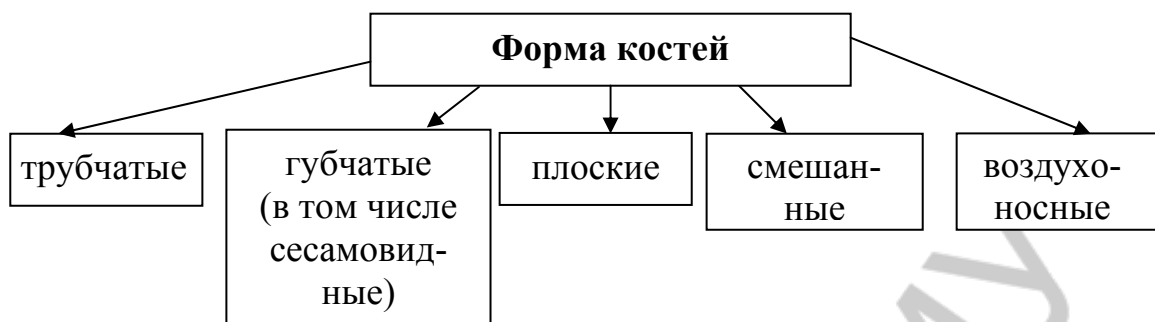 Форма костей
трубчатые
губчатые
(в том числе
сесамовид-
ные)
плоские
смешан-
ные
воздухо-
носные